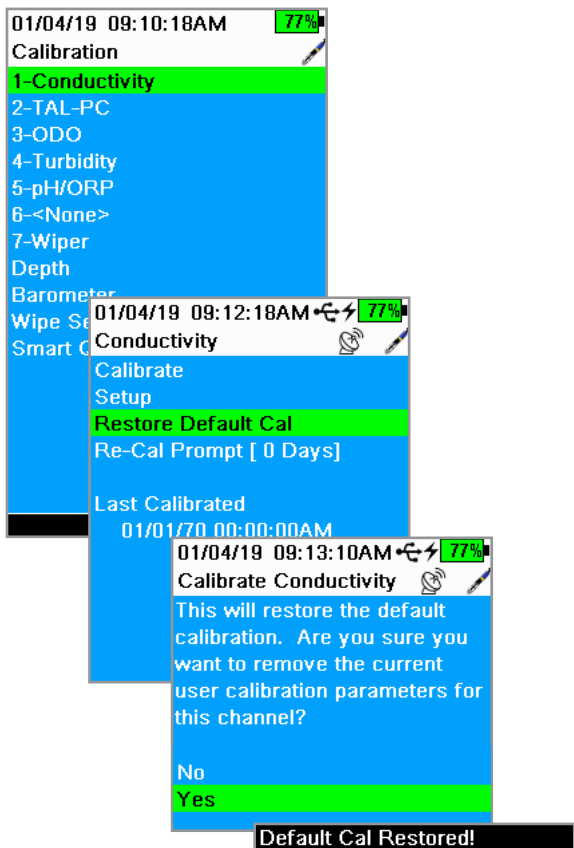 01/04/19 09:10:18AM 77%
Calibration
1-Conductivity
2-TAL-PC
3-ODO
4-Turbidity
5-pH/ORP
6-<None>
7-Wiper
Depth
Barometer
Wipe
Smart
01/04/19 09:12:18AM 77%
Conductivity
Calibrate
Setup
Restore Default Cal
Re-Cal Prompt [ 0 Days]
Last Calibrated
01/01/70 00:00:00AM
01/04/19 09:13:10AM 77%
Calibrate Conductivity
This will restore the default
calibration. Are you sure you
want to remove the current
user calibration parameters for
this channel?
No
Yes
Default Cal Restored!